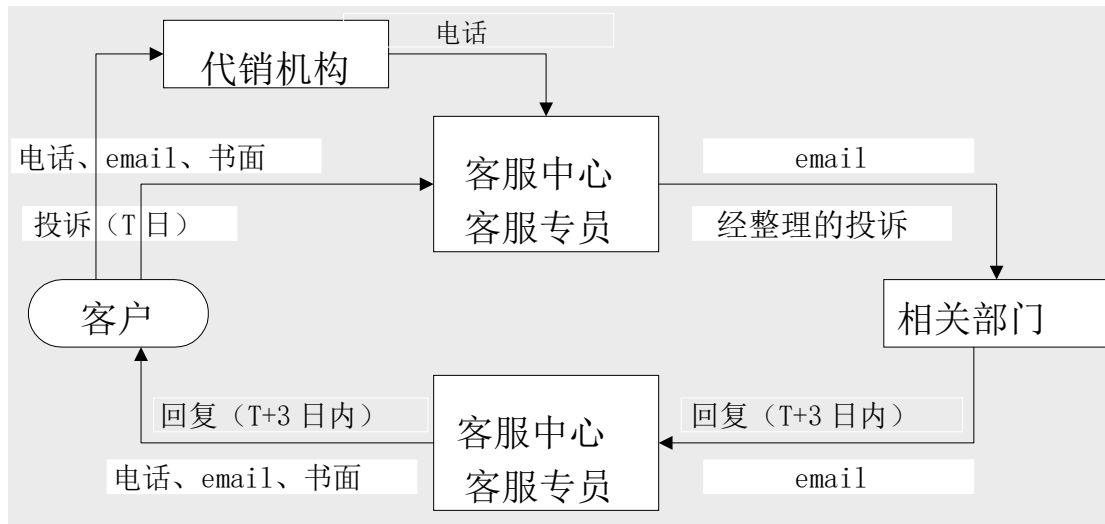 电话
代销机构
电话、email、书面
客服中心
客服专员
email
投诉（T日）
经整理的投诉
客户
相关部门
回复（T+3 日内）
客服中心
客服专员
回复（T+3 日内）
电话、email、书面
email